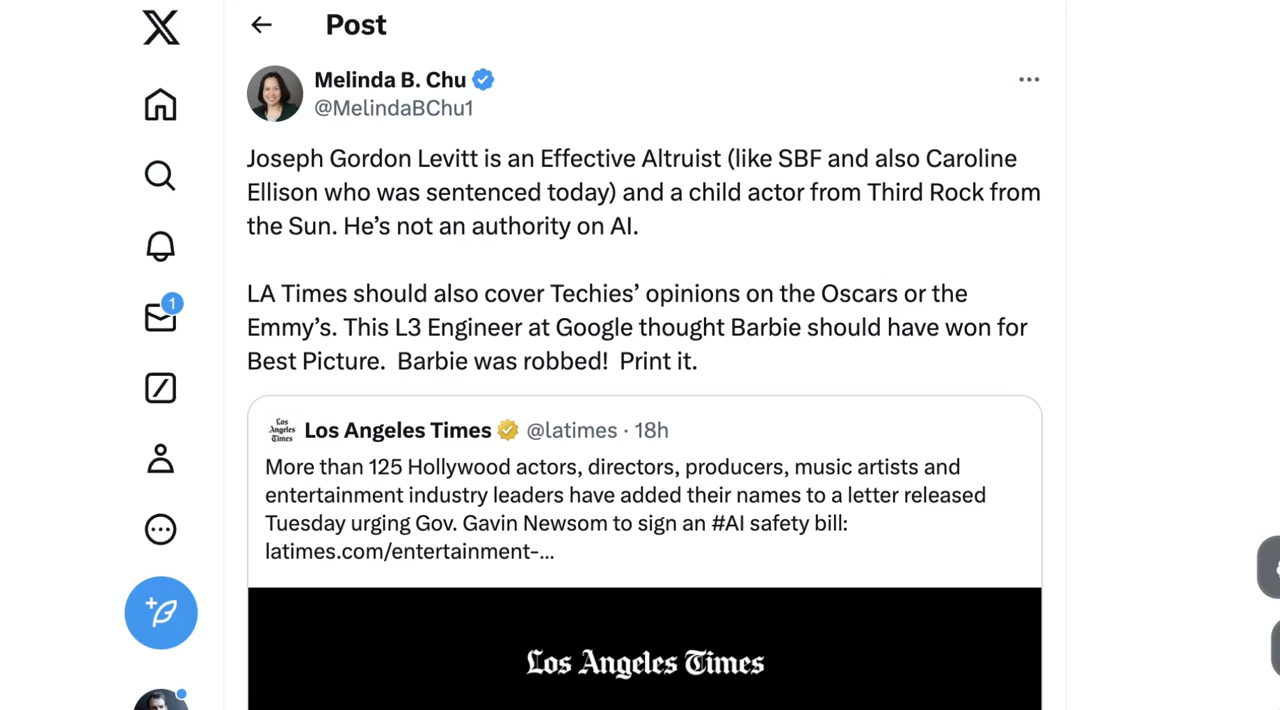 Post
Melinda B. Chu
@MelindaBChu1
Joseph Gordon Levitt is an Effective Altruist (like SBF and also Caroline
Ellison who was sentenced today) and a child actor from Third Rock from
the Sun. He’s not an authority on AI.
LA Times should also cover Techies’ opinions on the Oscars or the
Emmy’s. This L3 Engineer at Google thought Barbie should have won for
Best Picture.  Barbie was robbed!  Print it.
1
Los Angeles Times
Los Angeles Times @latimes · 18h
More than 125 Hollywood actors, directors, producers, music artists and
entertainment industry leaders have added their names to a letter released
Tuesday urging Gov. Gavin Newsom to sign an #AI safety bill:
latimes.com/entertainment-...
Los Angeles Times